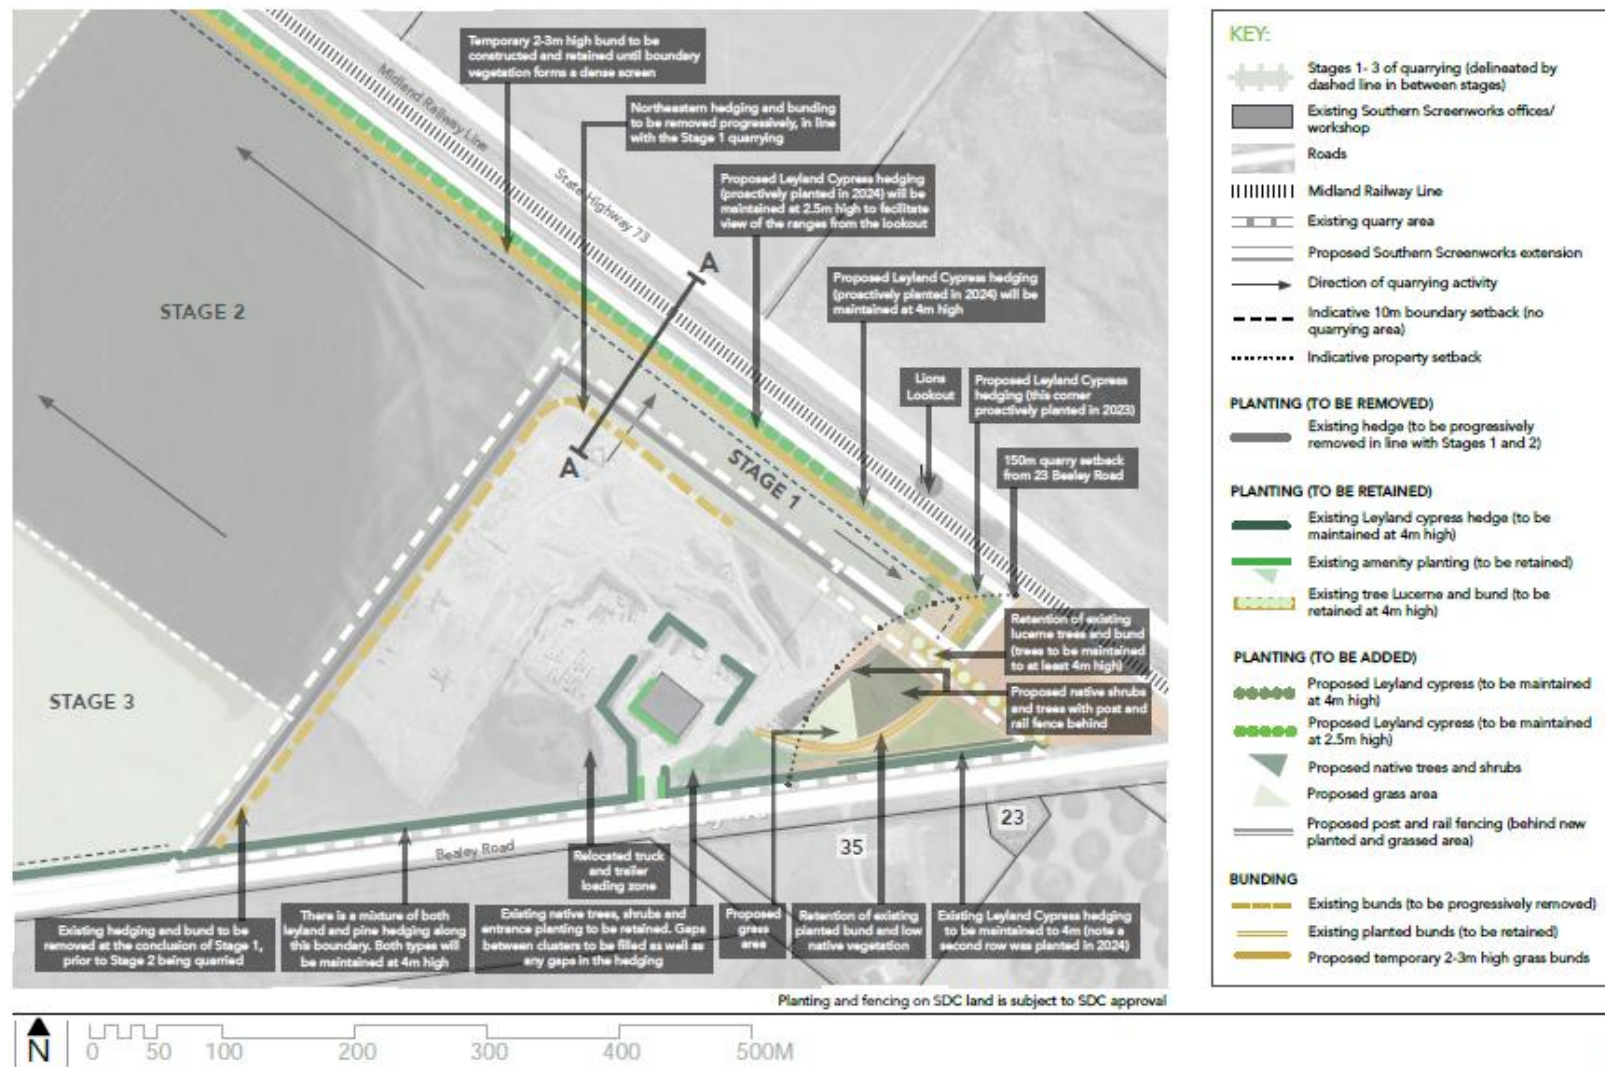 Temporary 2-3m high bund to be
constructed and retained until boundary
vegetation forms a dense screen
Midland Railway Line
Northeastern hedging and bunding
to be removed progressively, in line
with the Stage 1 quarrying
State Highway 73
Proposed Leyland Cypress hedging
(proactively planted in 2024) will be
maintained at 2.5m high to facilitate
view of the ranges from the lookout
A
Proposed Leyland Cypress hedging
(proactively planted in 2024) will be
maintained at 4m high
STAGE 2
Lions
Lookout
Proposed Leyland Cypress
hedging (this corner
proactively planted in 2023)
A
STAGE 1
150m quarry setback
from 23 Bealey Road
Retention of existing
lucerne trees and bund
(trees to be maintained
to at least 4m high)
Proposed native shrubs
and trees with post and
rail fence behind
STAGE 3
23
35
Bealey Road
Relocated truck
and trailer
loading zone
Existing hedging and bund to be
removed at the conclusion of Stage 1,
prior to Stage 2 being quarried
There is a mixture of both
leyland and pine hedging along
this boundary. Both types will
be maintained at 4m high
Existing native trees, shrubs and
entrance planting to be retained. Gaps
between clusters to be filled as well as
any gaps in the hedging
Proposed
grass
area
Retention of existing
planted bund and low
native vegetation
Existing Leyland Cypress hedging
to be maintained to 4m (note a
second row was planted in 2024)
Planting and fencing on SDC land is subject to SDC approval
N
0 50 100 200 300 400 500M
KEY:
Stages 1- 3 of quarrying (delineated by
dashed line in between stages)
Existing Southern Screenworks offices/
workshop
Roads
Midland Railway Line
Existing quarry area
Proposed Southern Screenworks extension
Direction of quarrying activity
Indicative 10m boundary setback (no
quarrying area)
Indicative property setback
PLANTING (TO BE REMOVED)
Existing hedge (to be progressively
removed in line with Stages 1 and 2)
PLANTING (TO BE RETAINED)
Existing Leyland cypress hedge (to be
maintained at 4m high)
Existing amenity planting (to be retained)
Existing tree Lucerne and bund (to be
retained at 4m high)
PLANTING (TO BE ADDED)
Proposed Leyland cypress (to be maintained
at 4m high)
Proposed Leyland cypress (to be maintained
at 2.5m high)
Proposed native trees and shrubs
Proposed grass area
Proposed post and rail fencing (behind new
planted and grassed area)
BUNDING
Existing bunds (to be progressively removed)
Existing planted bunds (to be retained)
Proposed temporary 2-3m high grass bunds